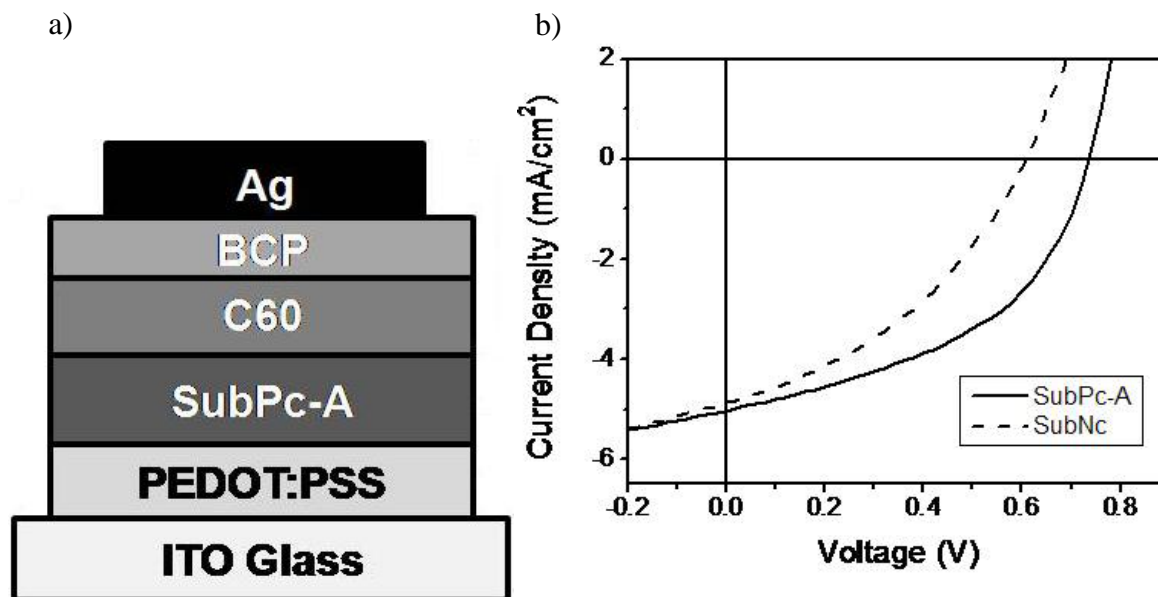 a)
Ag
BCP
C60
SubPc-A
PEDOT:PSS
ITO Glass
b)
Current Density (mA/cm²)
2
0
-2
-4
-6
-0.2 0.0 0.2 0.4 0.6 0.8
Voltage (V)
SubPc-A
SubNc